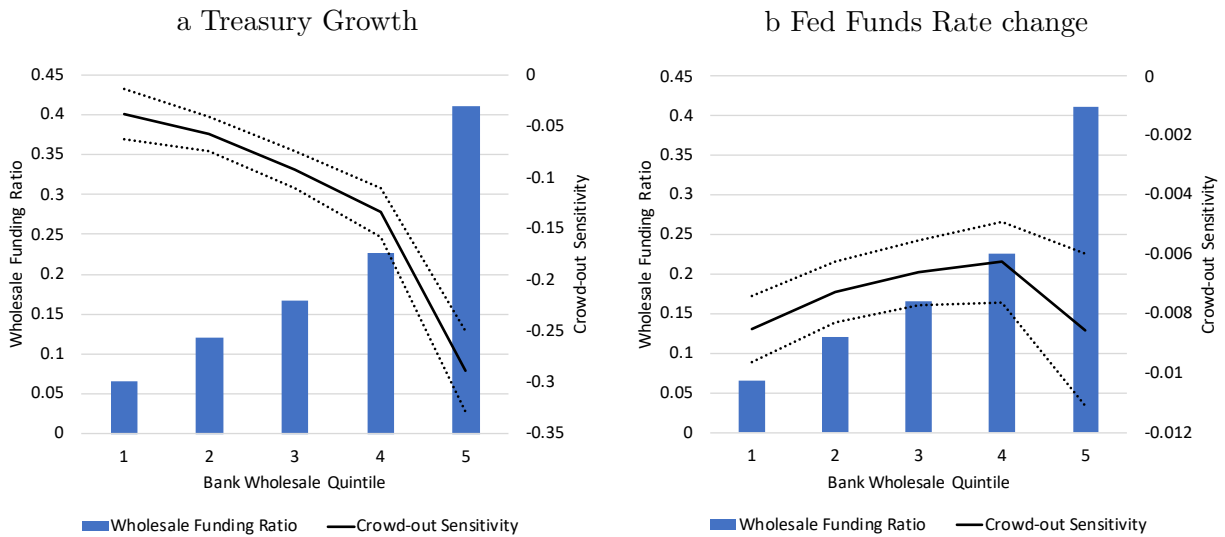 a Treasury Growth
0.45
0.4
0.35
0.3
0.25
0.2
0.15
0.1
0.05
0
Wholesale Funding Ratio
0
-0.05
-0.1
-0.15
-0.2
-0.25
-0.3
-0.35
Crowd-out Sensitivity
1 2 3 4 5
Bank Wholesale Quintile
Wholesale Funding Ratio Crowd-out Sensitivity
b Fed Funds Rate change
0.45
0.4
0.35
0.3
0.25
0.2
0.15
0.1
0.05
0
Wholesale Funding Ratio
0
-0.002
-0.004
-0.006
-0.008
-0.01
-0.012
Crowd-out Sensitivity
1 2 3 4 5
Bank Wholesale Quintile
Wholesale Funding Ratio Crowd-out Sensitivity